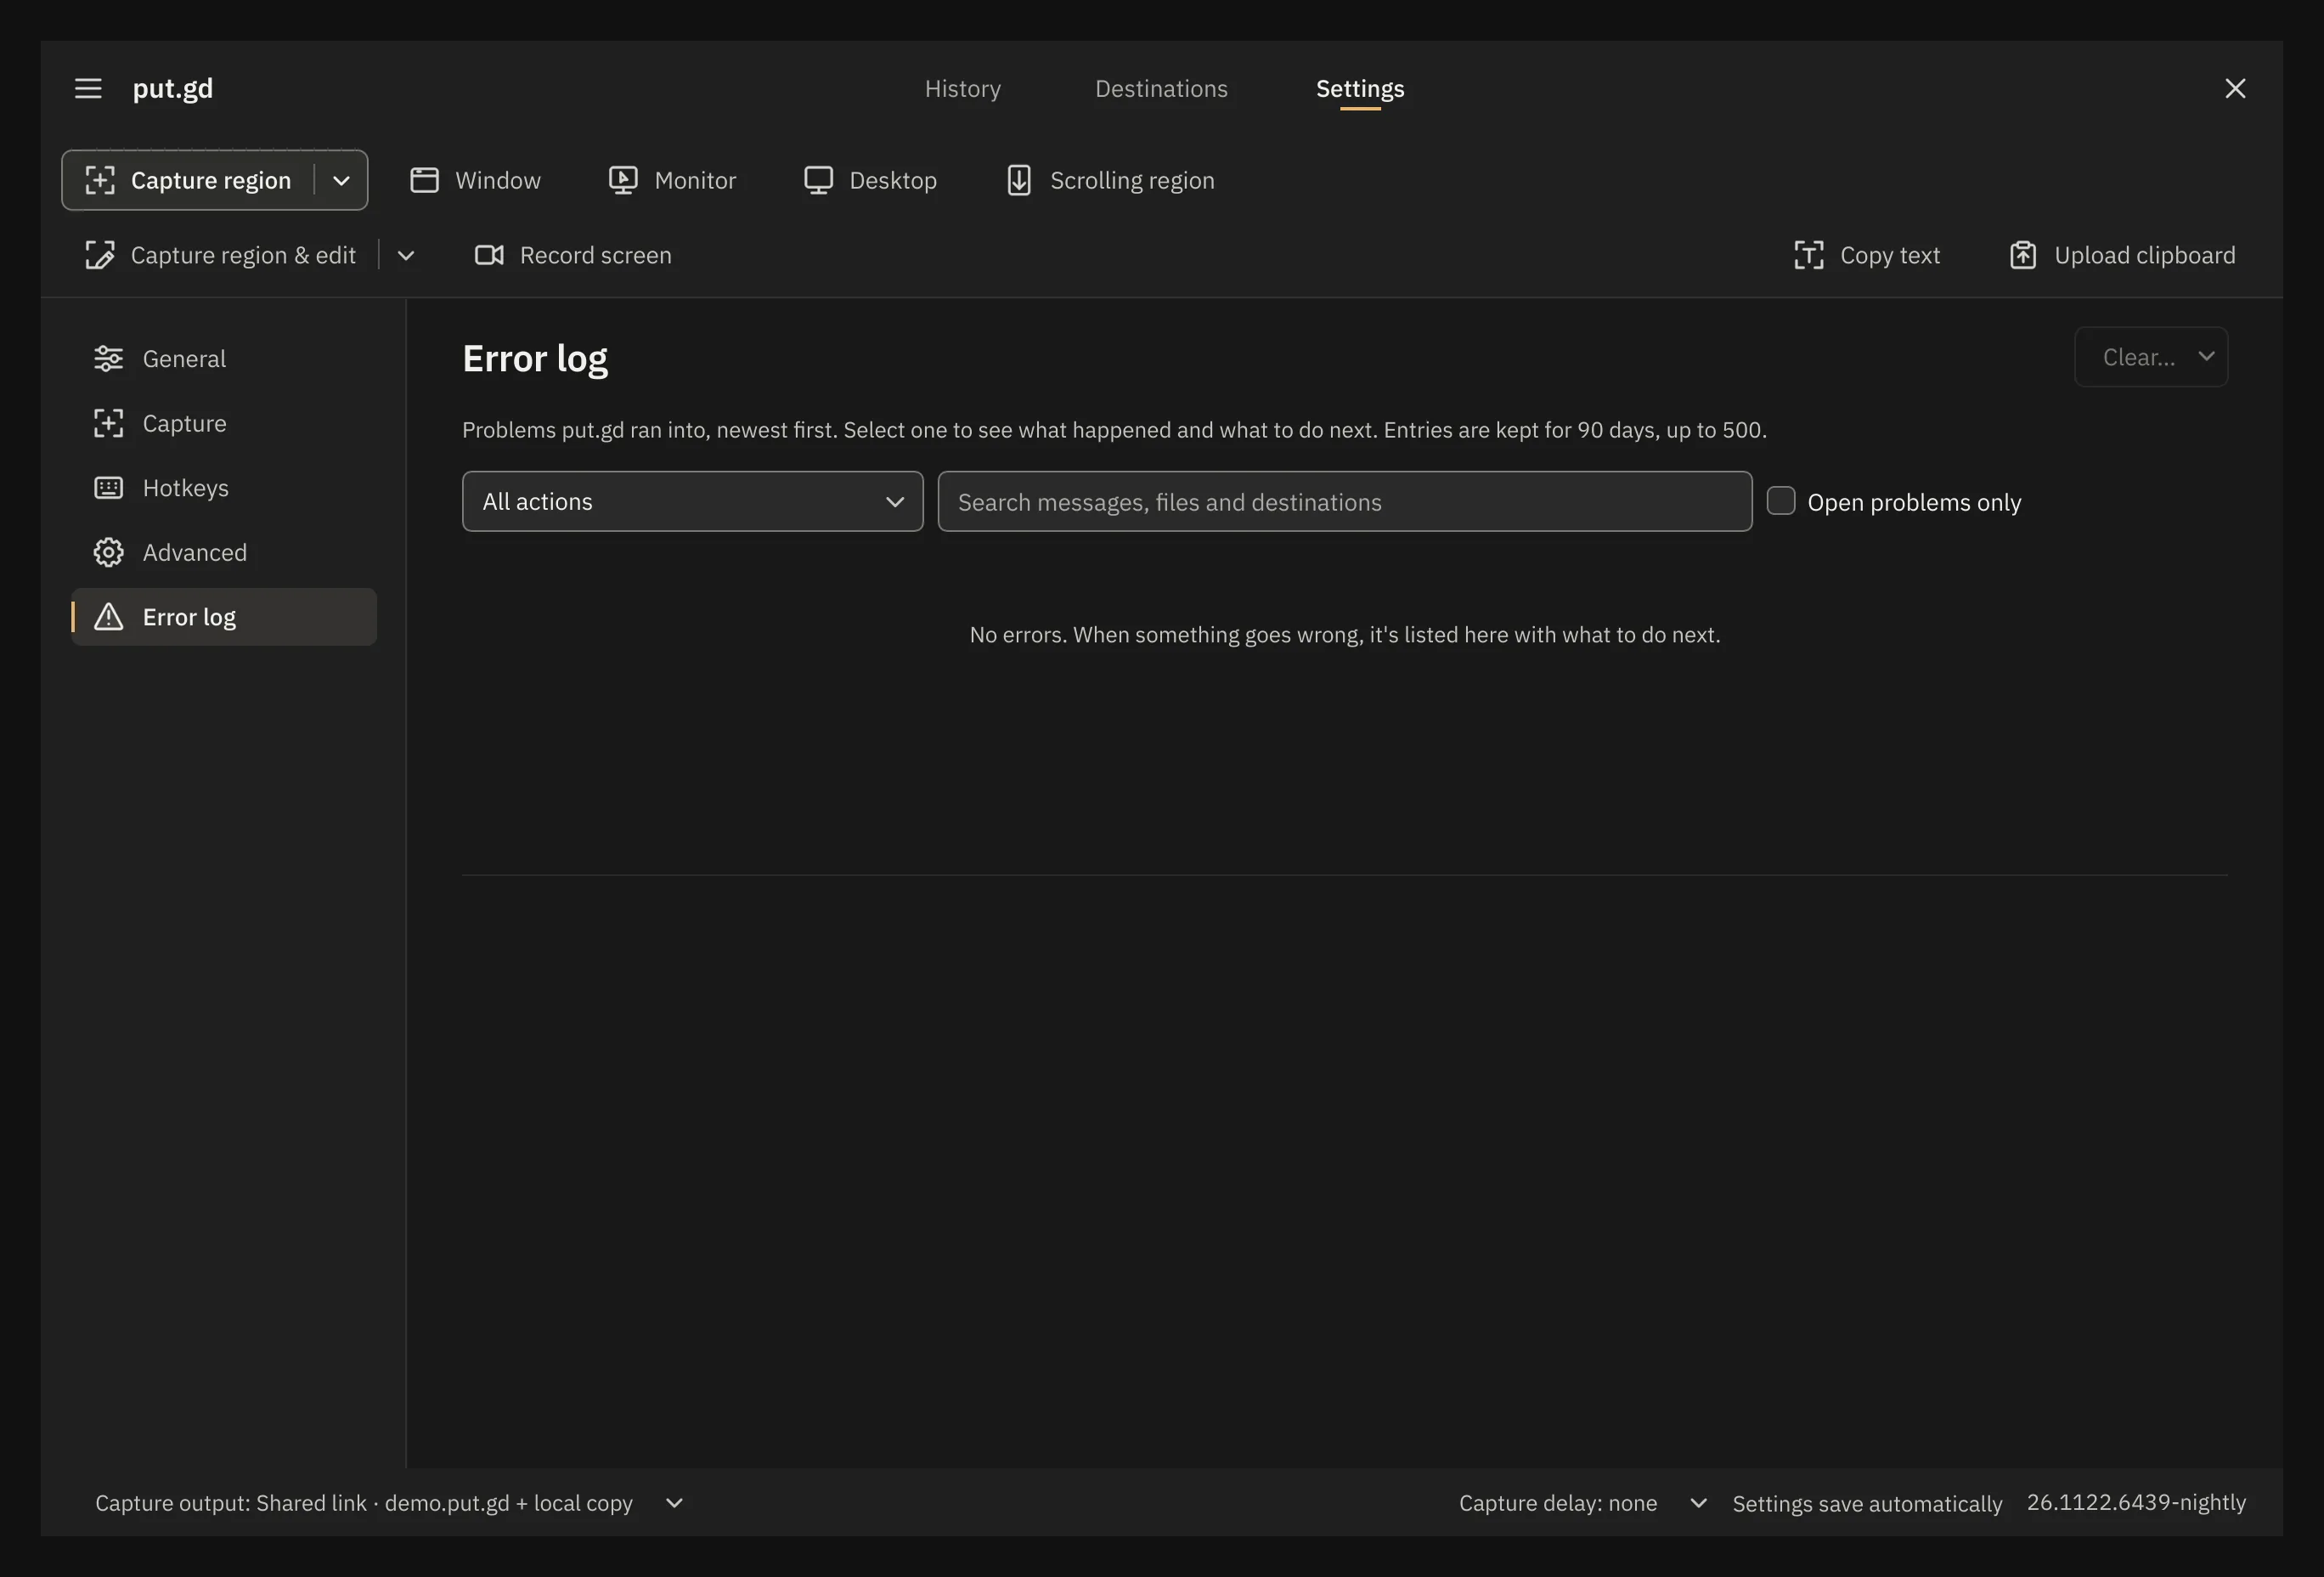 put.gd
History Destinations Settings
Capture region Window Monitor Desktop Scrolling region
Capture region & edit Record screen Copy text Upload clipboard
General
Capture
Hotkeys
Advanced
Error log
Error log
Clear...
Problems put.gd ran into, newest first. Select one to see what happened and what to do next. Entries are kept for 90 days, up to 500.
All actions Search messages, files and destinations Open problems only
No errors. When something goes wrong, it's listed here with what to do next.
Capture output: Shared link · demo.put.gd + local copy Capture delay: none Settings save automatically 26.1122.6439-nightly